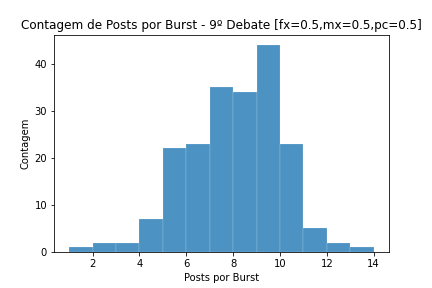 Contagem de Posts por Burst - 9º Debate [fx=0.5,mx=0.5,pc=0.5]
40
30
20
10
0
Contagem
2 4 6 8 10 12 14
Posts por Burst